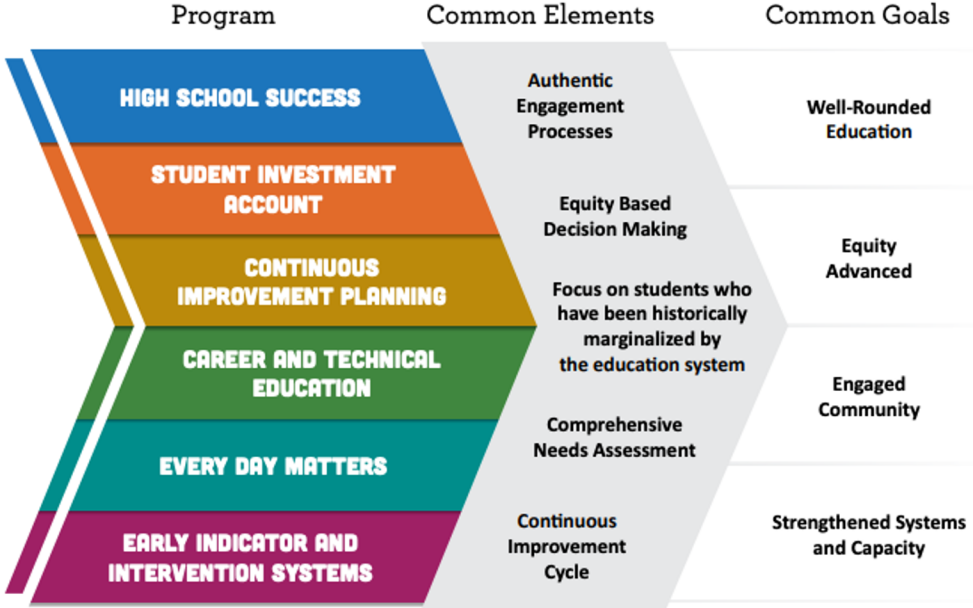 Program
Common Elements
Common Goals
HIGH SCHOOL SUCCESS
STUDENT INVESTMENT
ACCOUNT
CONTINUOUS
IMPROVEMENT PLANNING
CAREER AND TECHNICAL
EDUCATION
EVERY DAY MATTERS
EARLY INDICATOR AND
INTERVENTION SYSTEMS
Authentic
Engagement
Processes
Equity Based
Decision Making
Focus on students who
have been historically
marginalized by
the education system
Comprehensive
Needs Assessment
Continuous
Improvement
Cycle
Well-Rounded
Education
Equity
Advanced
Engaged
Community
Strengthened Systems
and Capacity